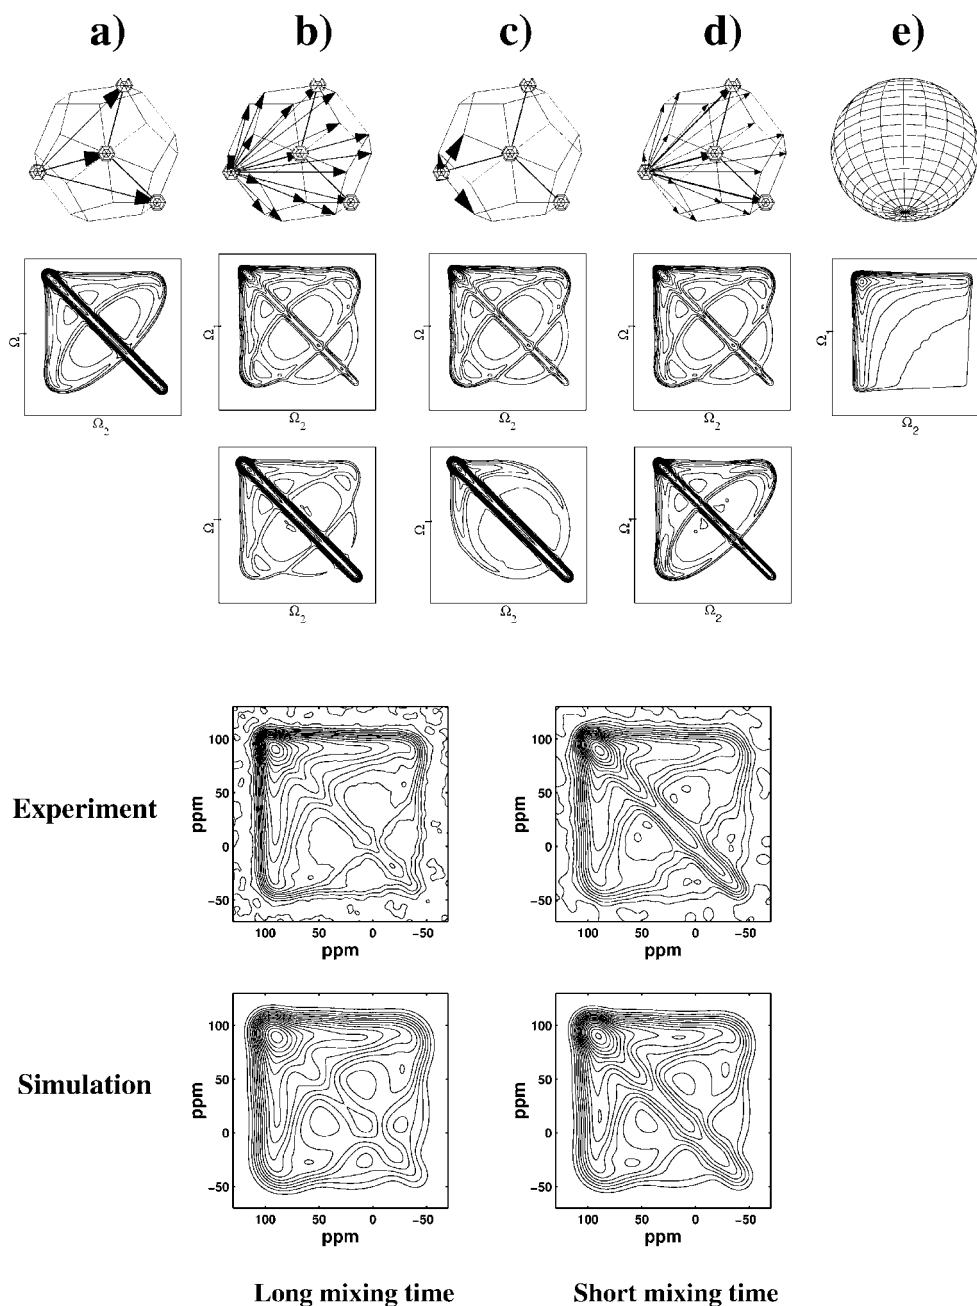 a) b) c) d) e)
Ω1 Ω1 Ω1 Ω1 Ω1
Ω2 Ω2 Ω2 Ω2 Ω2
Ω1 Ω1 Ω1
Ω2 Ω2 Ω2
Experiment
ppm
100
50
0
−50
100 50 0 −50
ppm
ppm
100
50
0
−50
100 50 0 −50
ppm
Simulation
ppm
100
50
0
−50
100 50 0 −50
ppm
ppm
100
50
0
−50
100 50 0 −50
ppm
Long mixing time
Short mixing time